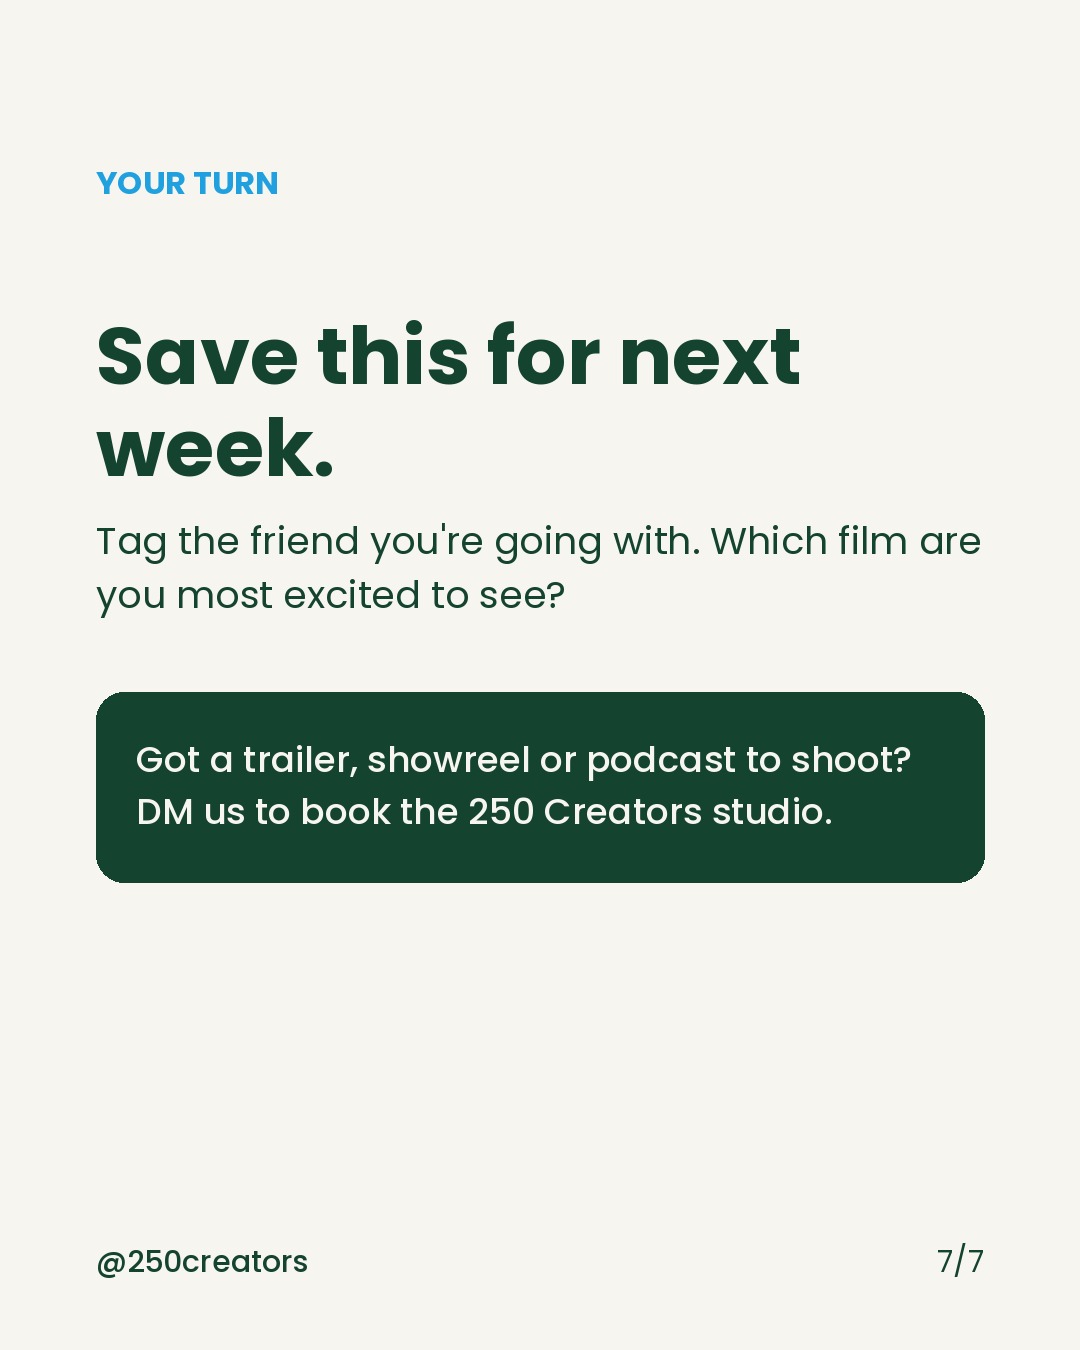 YOUR TURN
Save this for next
week.
Tag the friend you're going with. Which film are
you most excited to see?
Got a trailer, showreel or podcast to shoot?
DM us to book the 250 Creators studio.
@250creators
7/7